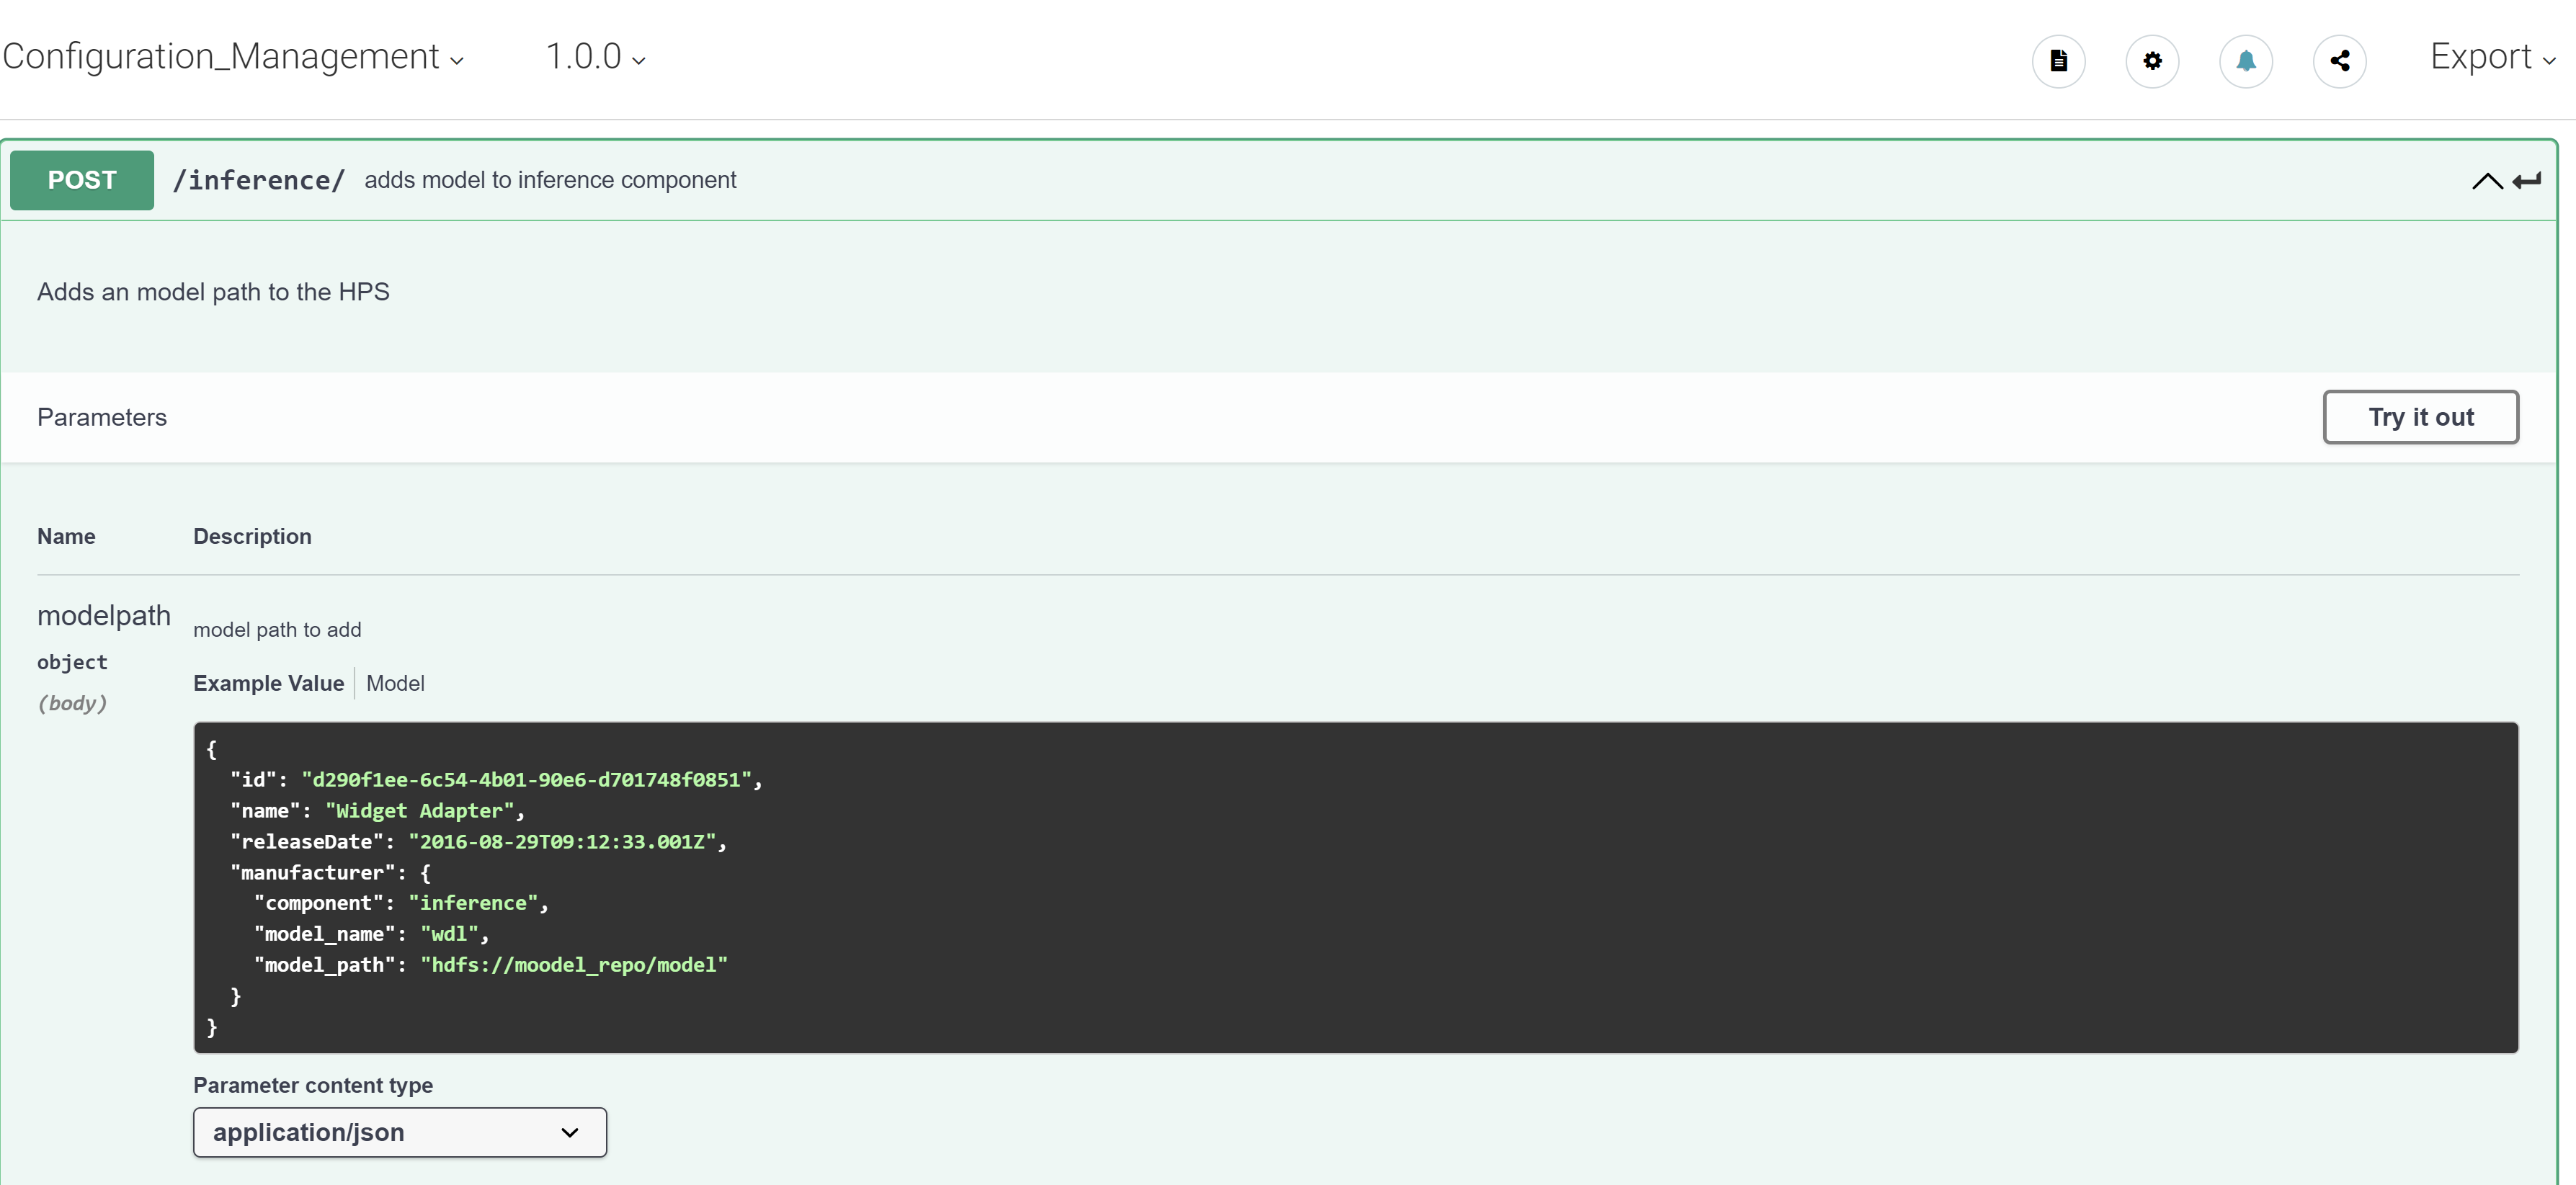 Configuration_Management 1.0.0 Export
POST /inference/ adds model to inference component
Adds an model path to the HPS
Parameters Try it out
Name Description
modelpath
object
(body)
model path to add
Example Value Model
{
  "id": "d290f1ee-6c54-4b01-90e6-d701748f0851",
  "name": "Widget Adapter",
  "releaseDate": "2016-08-29T09:12:33.001Z",
  "manufacturer": {
    "component": "inference",
    "model_name": "wdl",
    "model_path": "hdfs://moodel_repo/model"
  }
}
Parameter content type
application/json